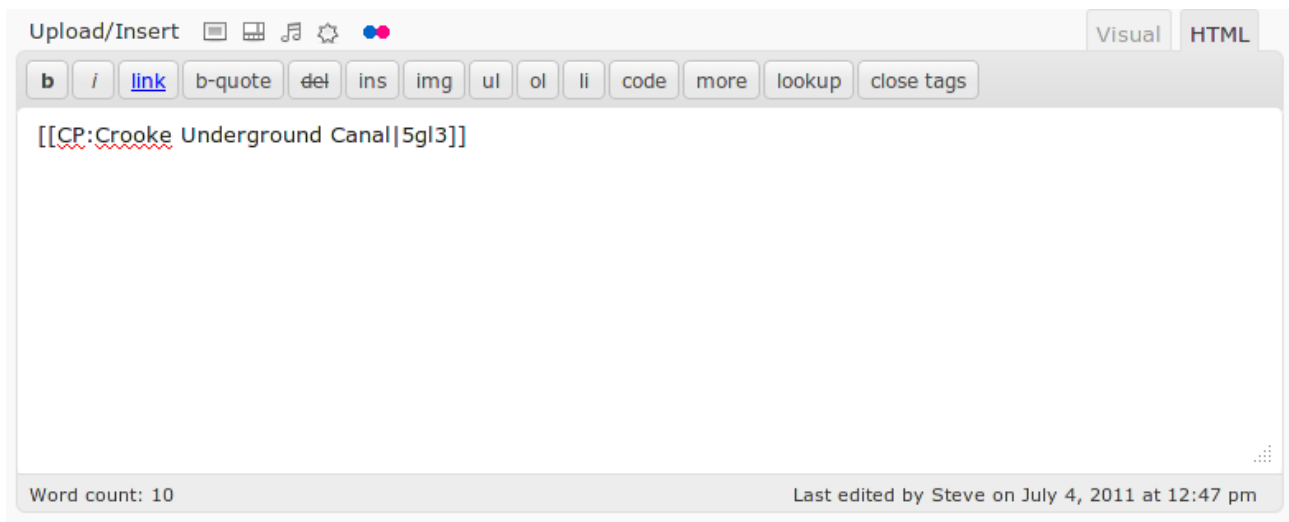 Upload/Insert Visual HTML
b i link b-quote del ins img ul ol li code more lookup close tags
[[CP:Crooke Underground Canal|5gl3]]
Word count: 10 Last edited by Steve on July 4, 2011 at 12:47 pm